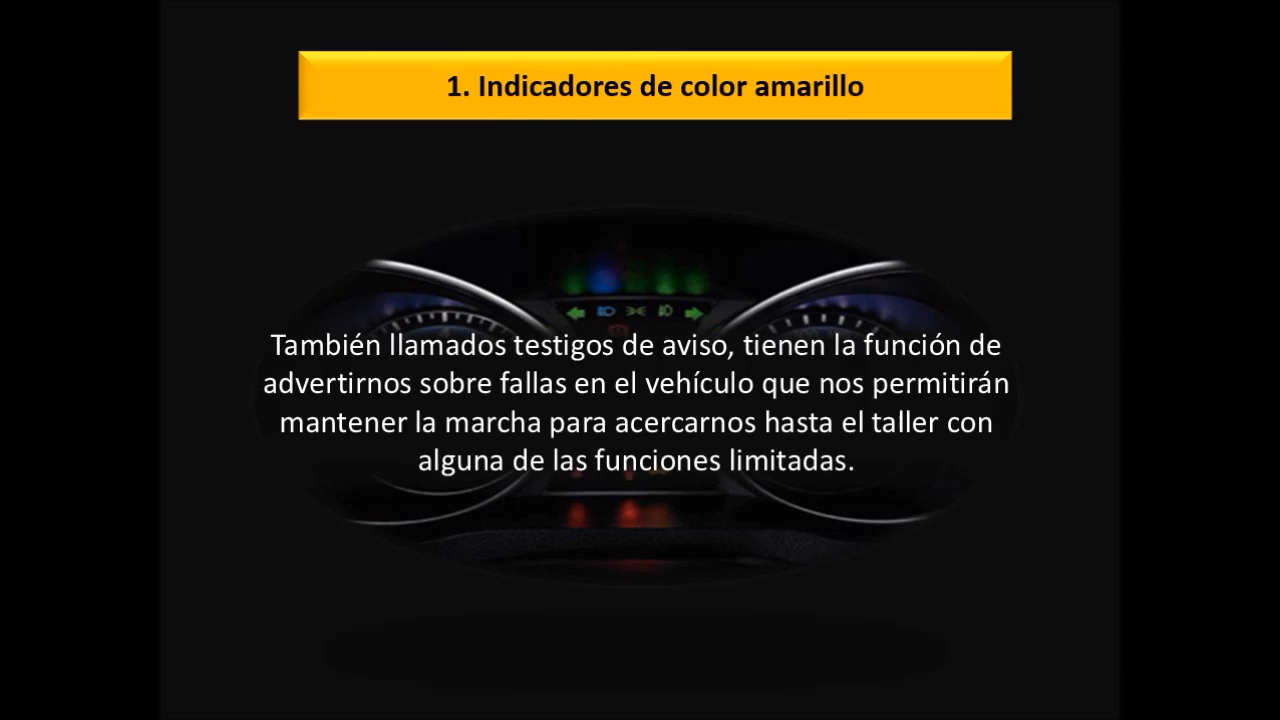 1. Indicadores de color amarillo
También llamados testigos de aviso, tienen la función de
advertirnos sobre fallas en el vehículo que nos permitirán
mantener la marcha para acercarnos hasta el taller con
alguna de las funciones limitadas.